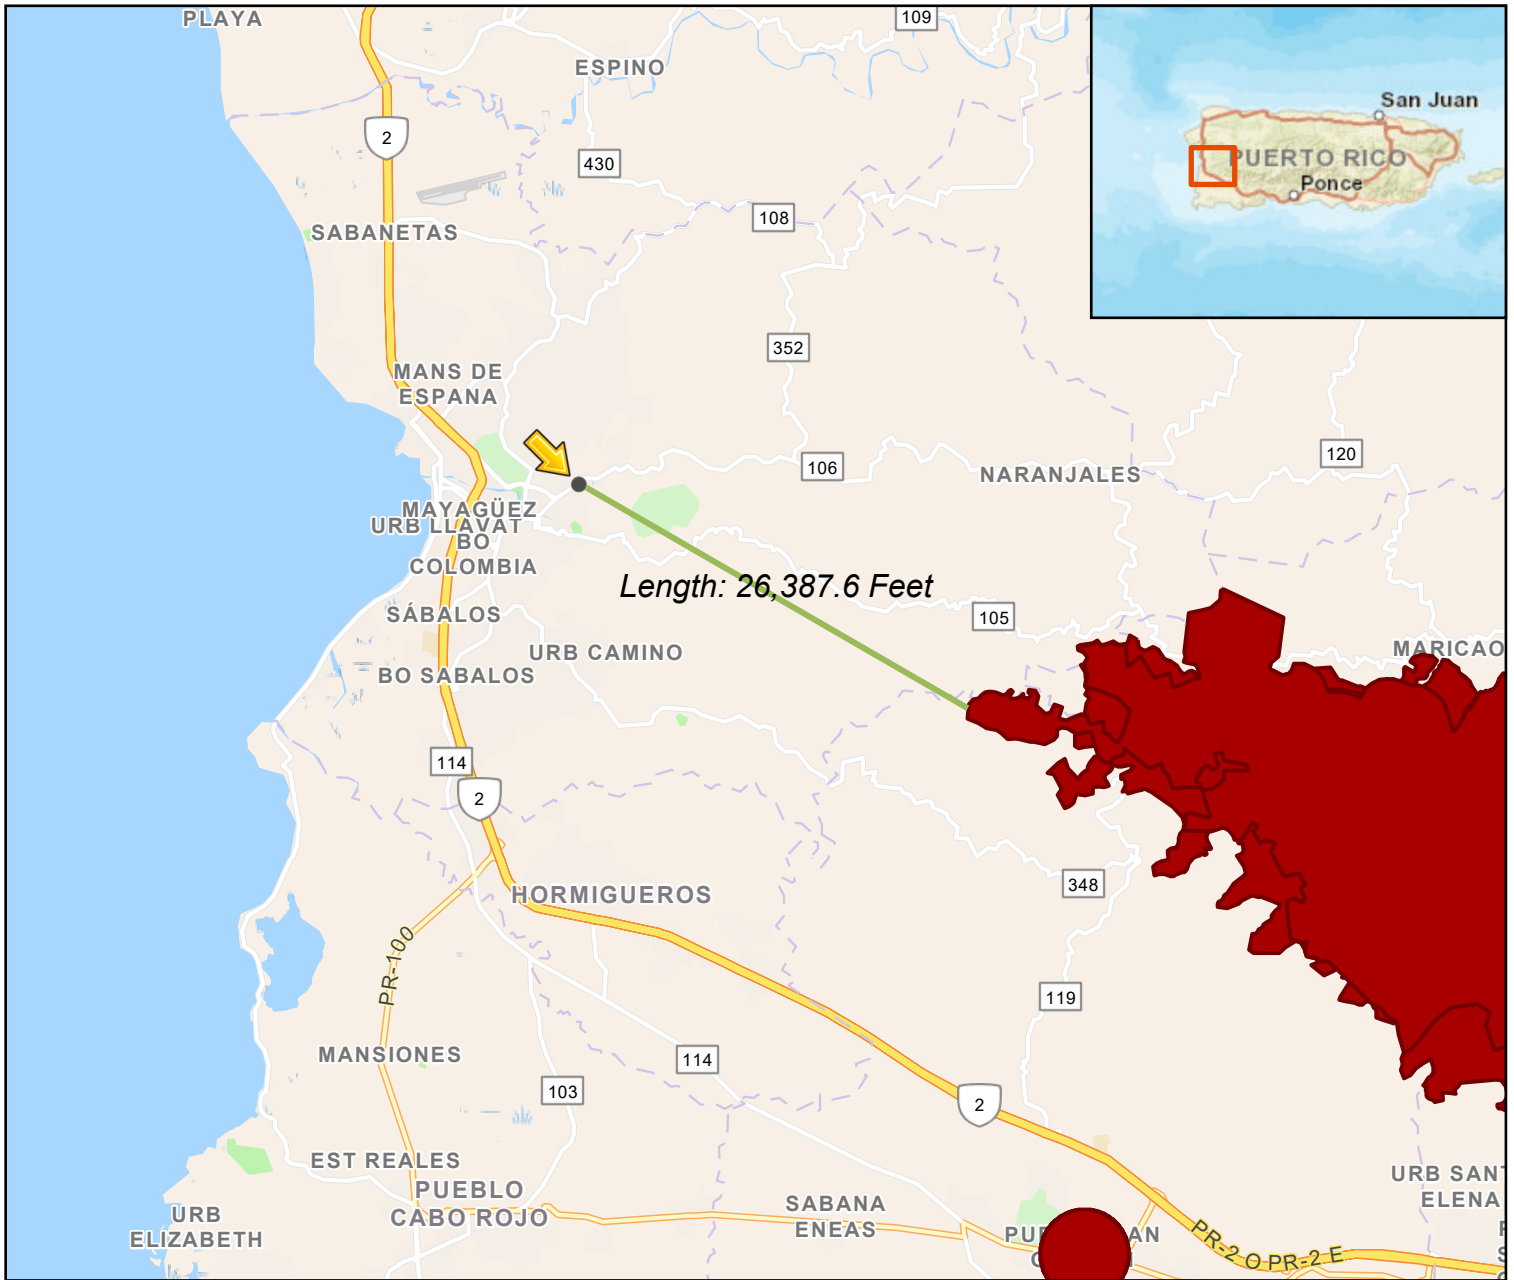 PLAYA
109
ESPINO
San Juan
2
430
PUERTO RICO
Ponce
108
SABANETAS
352
MANS DE
ESPANA
120
106
NARANJALES
MAYAGÜEZ
URB LLAVAT
BO
COLOMBIA
Length: 26,387.6 Feet
SÁBALOS
105
URB CAMINO
MARICAO
BO SABALOS
114
2
348
HORMIGUEROS
PR-100
119
MANSIONES
114
103
2
EST REALES
PUEBLO
CABO ROJO
URB SANT
ELENA
SABANA
ENEAS
URB
ELIZABETH
PR-2 O PR-2 E